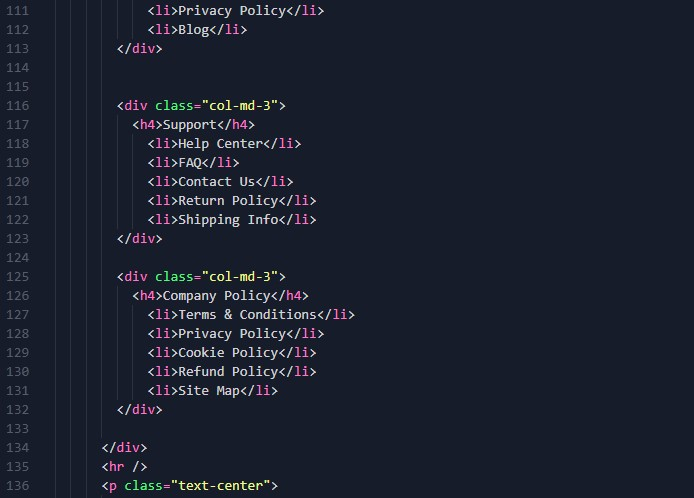 111 <li>Privacy Policy</li>
112 <li>Blog</li>
113 </div>
114
115
116 <div class="col-md-3">
117 <h4>Support</h4>
118 <li>Help Center</li>
119 <li>FAQ</li>
120 <li>Contact Us</li>
121 <li>Return Policy</li>
122 <li>Shipping Info</li>
123 </div>
124
125 <div class="col-md-3">
126 <h4>Company Policy</h4>
127 <li>Terms & Conditions</li>
128 <li>Privacy Policy</li>
129 <li>Cookie Policy</li>
130 <li>Refund Policy</li>
131 <li>Site Map</li>
132 </div>
133
134 </div>
135 <hr />
136 <p class="text-center">